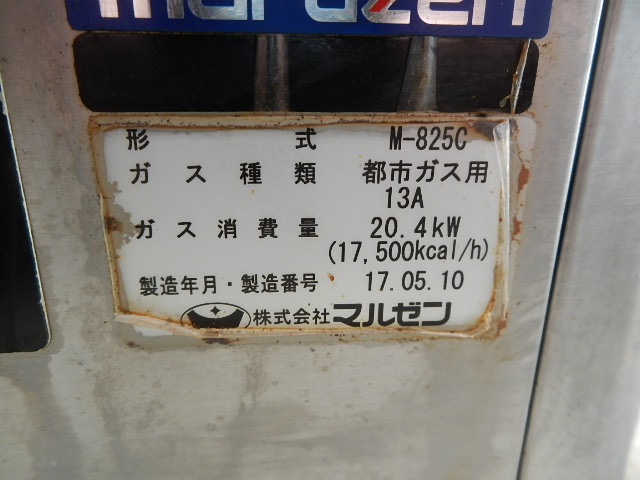 maruzen
形式 M-825C
ガス種類 都市ガス用
13A
ガス消費量 20.4kW
(17,500kcal/h)
製造年月・製造番号 17.05.10
株式会社マルゼン